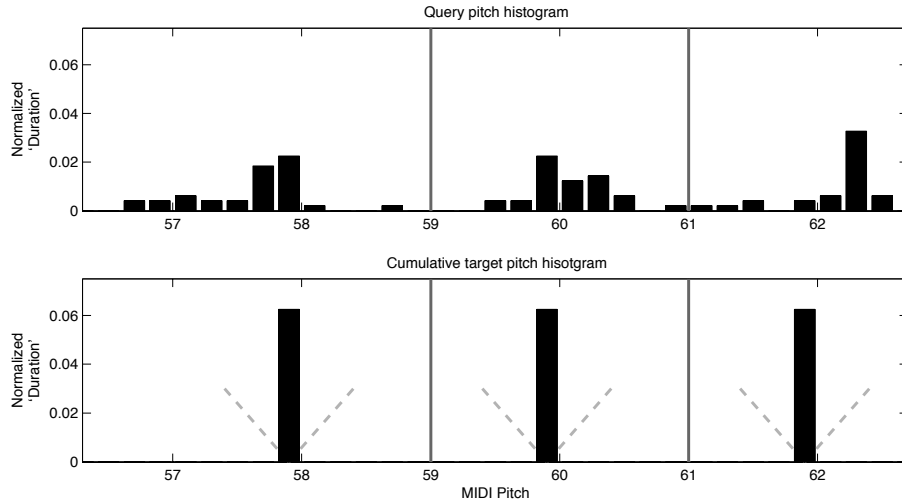 Query pitch histogram
Normalized
'Duration'
0.06
0.04
0.02
0
57 58 59 60 61 62
Cumulative target pitch hisotgram
Normalized
'Duration'
0.06
0.04
0.02
0
57 58 59 60 61 62
MIDI Pitch